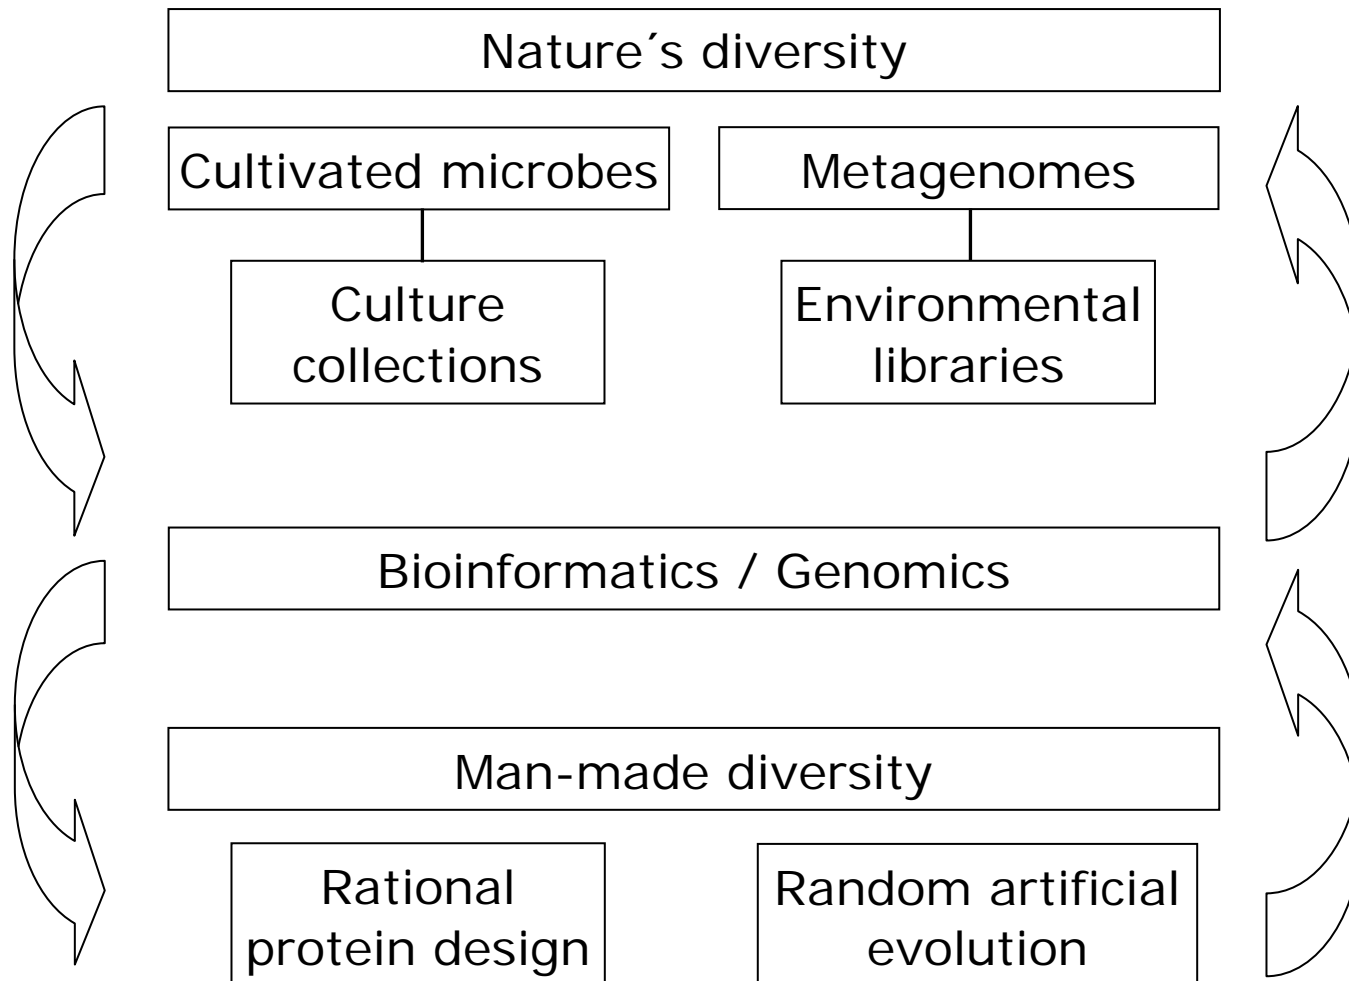 Nature´s diversity
Cultivated microbes
Metagenomes
Culture
collections
Environmental
libraries
Bioinformatics / Genomics
Man-made diversity
Rational
protein design
Random artificial
evolution